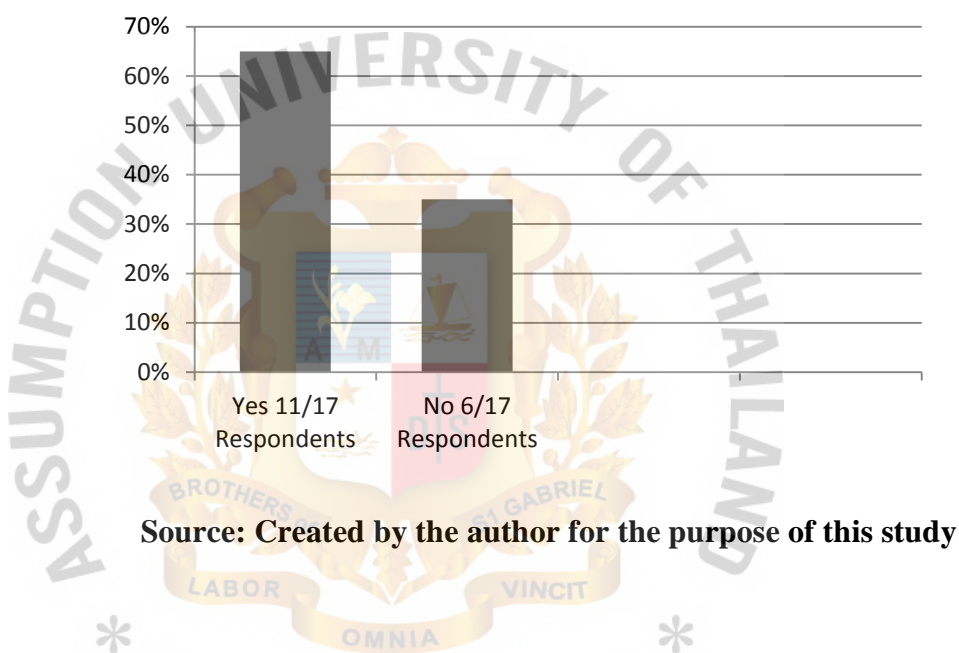 70%
60%
50%
40%
30%
20%
10%
0%
Yes 11/17
Respondents
No 6/17
Respondents
Source: Created by the author for the purpose of this study
ASSUMPTION UNIVERSITY OF THAILAND
A M
D S
BROTHERS OF ST GABRIEL
LABOR
OMNIA
VINCIT
* *